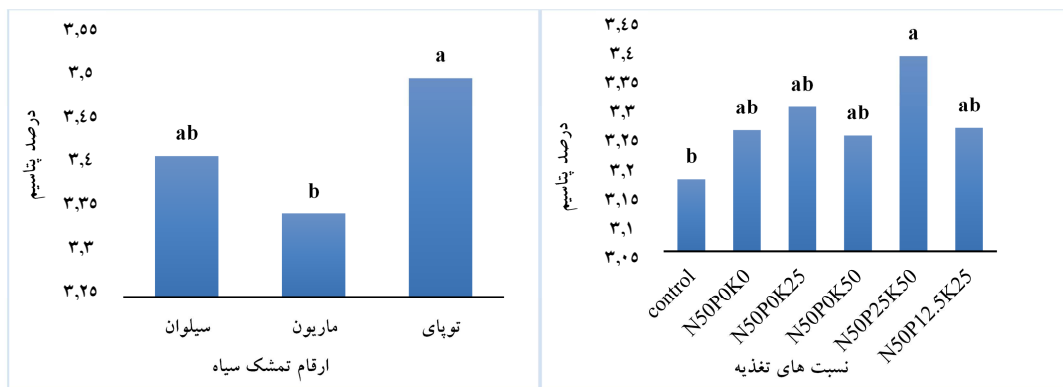 ۳,۵۵
۳,۵
۳,۴۵
۳,۴
۳,۳۵
۳,۳
۳,۲۵
درصد پتاسیم
ab
b
a
سیلوان
ماریون
توپای
ارقام تمشک سیاه
۳,۴۵
۳,۴
۳,۳۵
۳,۳
۳,۲۵
۳,۲
۳,۱۵
۳,۱
۳,۰۵
درصد پتاسیم
b
ab
ab
ab
a
ab
control
N50P0K0
N50P0K25
N50P0K50
N50P25K50
N50P12.5K25
نسبت های تغذیه